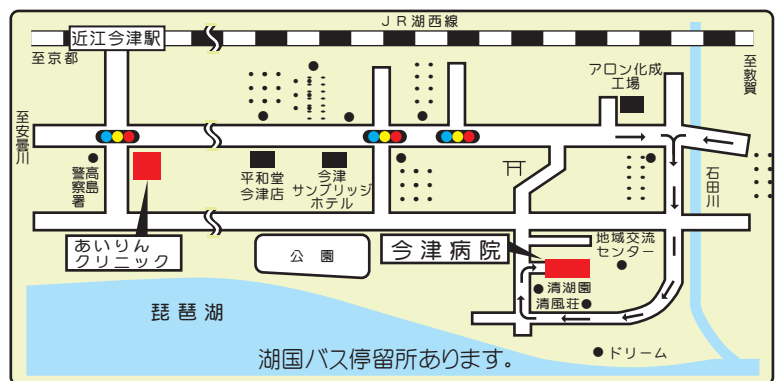 JR湖西線
近江今津駅
至京都
至敦賀
アロン化成
工場
至安曇川
高島
警察署
平和堂
今津店
今津
サンブリッジ
ホテル
石田川
あいりん
クリニック
公園
今津病院
地域交流
センター
清湖園
清風荘
琵琶湖
湖国バス停留所あります。
ドリーム